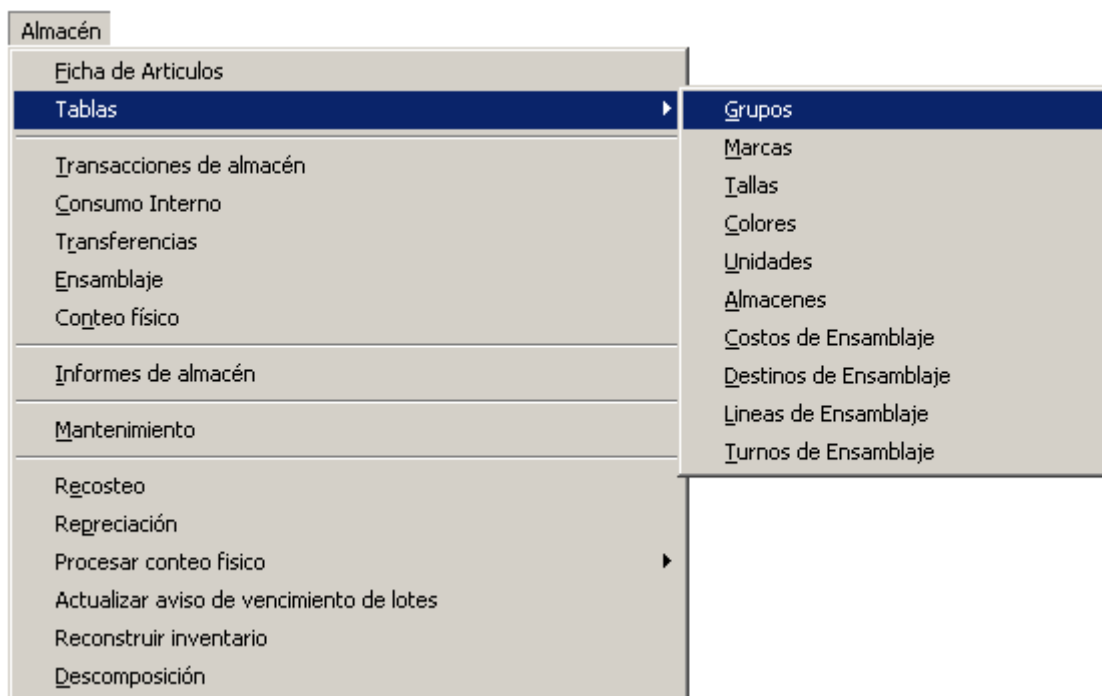 Almacén
Ficha de Articulos
Tablas
Transacciones de almacén
Consumo Interno
Transferencias
Ensamblaje
Conteo físico
Informes de almacén
Mantenimiento
Recosteo
Repreciación
Procesar conteo fisico
Actualizar aviso de vencimiento de lotes
Reconstruir inventario
Descomposición
Grupos
Marcas
Tallas
Colores
Unidades
Almacenes
Costos de Ensamblaje
Destinos de Ensamblaje
Lineas de Ensamblaje
Turnos de Ensamblaje